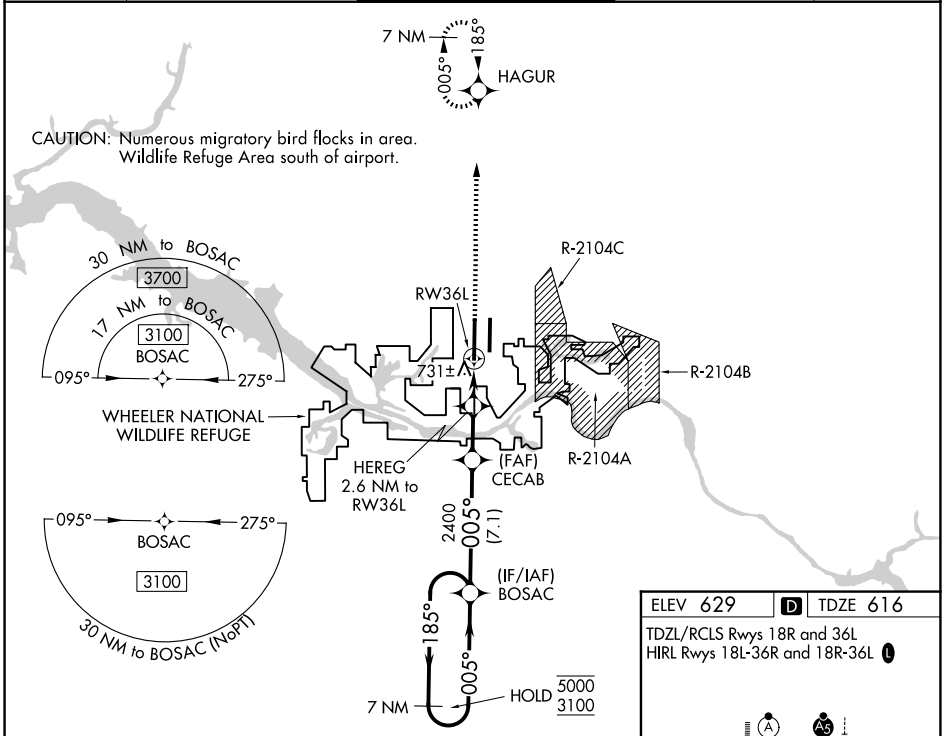 7 NM
185°
005°
HAGUR
CAUTION: Numerous migratory bird flocks in area.
Wildlife Refuge Area south of airport.
30 NM to BOSAC
3700
17 NM to BOSAC
3100
BOSAC
095°
275°
R-2104C
RW36L
731±
R-2104B
WHEELER NATIONAL
WILDLIFE REFUGE
R-2104A
HEREG
2.6 NM to
RW36L
(FAF)
CECAB
2400
005°
(7.1)
095°
275°
BOSAC
3100
30 NM to BOSAC (NoPT)
(IF/IAF)
BOSAC
185°
005°
7 NM
HOLD
5000
3100
ELEV 629
D
TDZE 616
TDZL/RCLS Rwys 18R and 36L
HIRL Rwys 18L-36R and 18R-36L L
A
A5